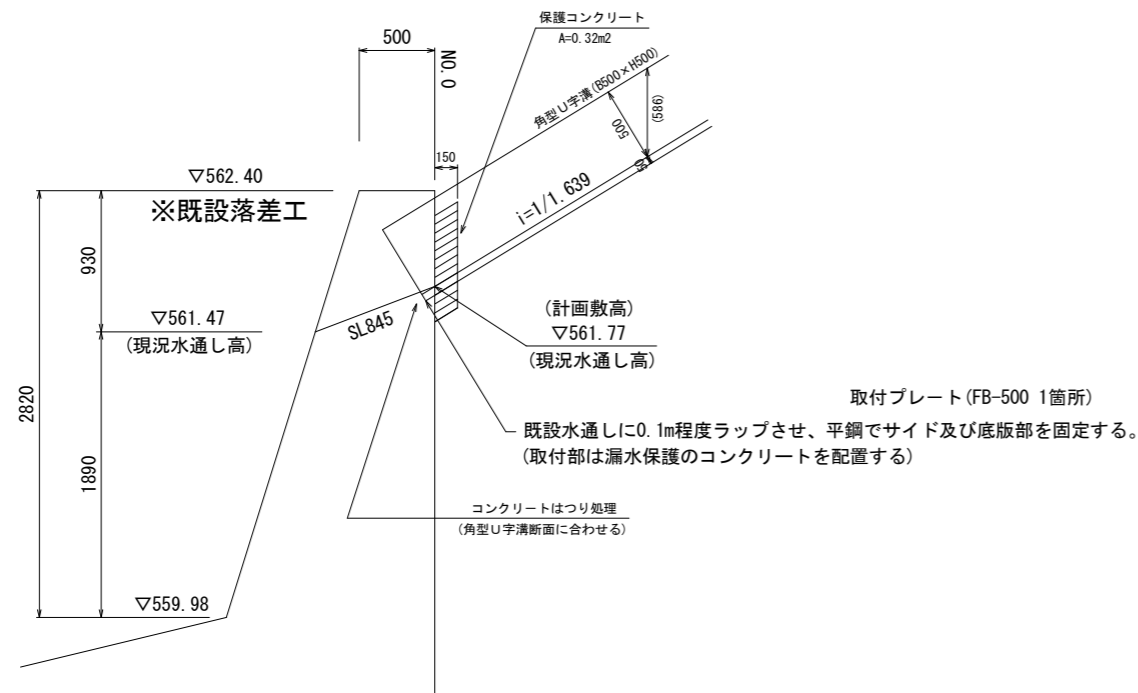 保護コンクリート
A=0.32m2
500
NO.0
角型U字溝(B500×H500)
(586)
500
50
150
i=1/1.639
▽562.40
※既設落差工
930
▽561.47
(現況水通し高)
SL845
(計画敷高)
▽561.77
(現況水通し高)
2820
1890
取付プレート(FB-500 1箇所)
既設水通しに0.1m程度ラップさせ、平鋼でサイド及び底版部を固定する。
(取付部は漏水保護のコンクリートを配置する)
コンクリートはつり処理
(角型U字溝断面に合わせる)
▽559.98